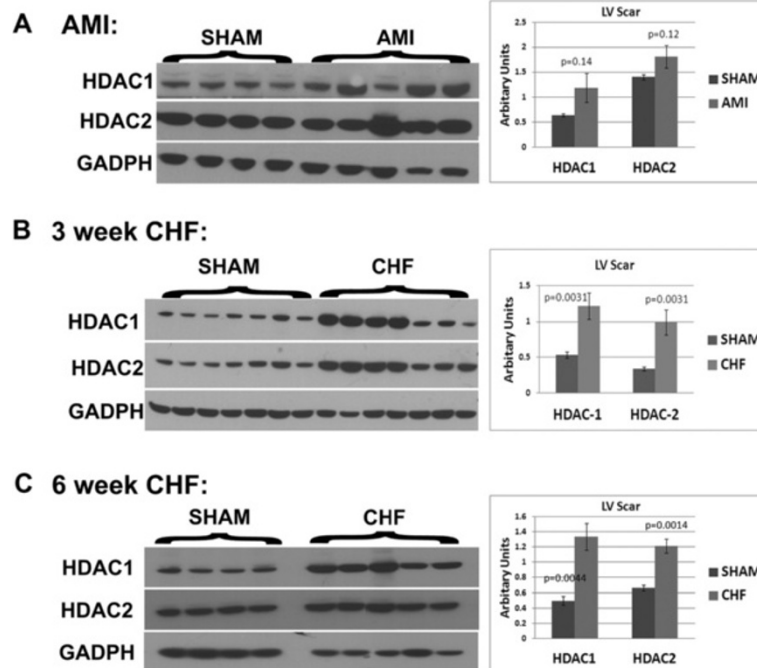 A AMI:
SHAM AMI
HDAC1
HDAC2
GADPH
LV Scar
Arbitary Units
2.5
2
1.5
1
0.5
0
p=0.14
p=0.12
HDAC1 HDAC2
SHAM
AMI
B 3 week CHF:
SHAM CHF
HDAC1
HDAC2
GADPH
LV Scar
Arbitary Units
1.5
1
0.5
0
p=0.0031
p=0.0031
HDAC-1 HDAC-2
SHAM
CHF
C 6 week CHF:
SHAM CHF
HDAC1
HDAC2
GADPH
LV Scar
Arbitary Units
1.6
1.4
1.2
1
0.8
0.6
0.4
0.2
0
p=0.0044
p=0.0014
HDAC1 HDAC2
SHAM
CHF